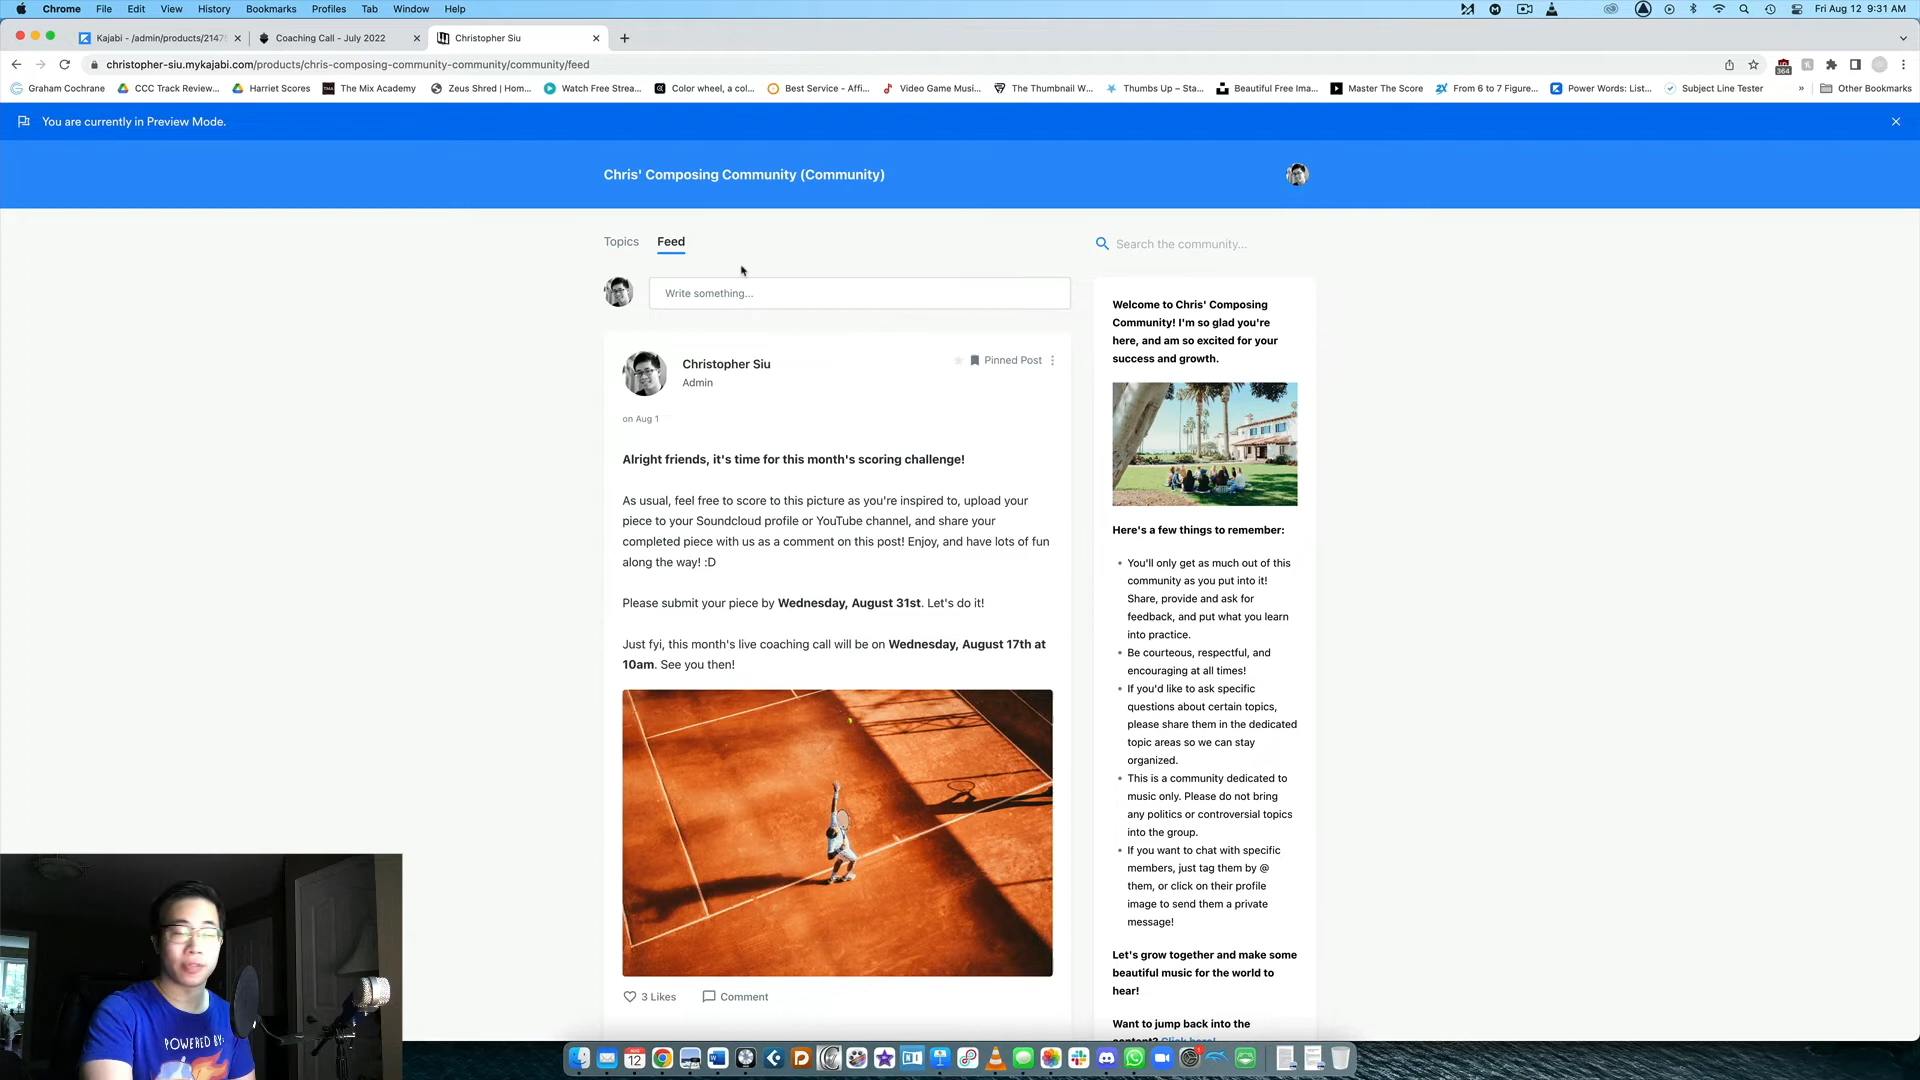 Chrome File Edit View History Bookmarks Profiles Tab Window Help Fri Aug 12 9:31 AM
Kajabi - /admin/products/2147 Coaching Call - July 2022 Christopher Siu
christopher-siu.mykajabi.com/products/chris-composing-community-community/community/feed 364
Graham Cochrane CCC Track Review... Harriet Scores The Mix Academy Zeus Shred | Hom... Watch Free Strea... Color wheel, a col... Best Service - Affi... Video Game Musi... The Thumbnail W... Thumbs Up – Sta... Beautiful Free Ima... Master The Score From 6 to 7 Figure... Power Words: List... Subject Line Tester » Other Bookmarks
You are currently in Preview Mode.
Chris' Composing Community (Community)
Topics Feed
Search the community...
Write something...
Christopher Siu
Admin
Pinned Post
on Aug 1
Alright friends, it's time for this month's scoring challenge!
As usual, feel free to score to this picture as you're inspired to, upload your
piece to your Soundcloud profile or YouTube channel, and share your
completed piece with us as a comment on this post! Enjoy, and have lots of fun
along the way! :D
Please submit your piece by Wednesday, August 31st. Let's do it!
Just fyi, this month's live coaching call will be on Wednesday, August 17th at
10am. See you then!
3 Likes Comment
Welcome to Chris' Composing
Community! I'm so glad you're
here, and am so excited for your
success and growth.
Here's a few things to remember:
• You'll only get as much out of this
community as you put into it!
Share, provide and ask for
feedback, and put what you learn
into practice.
• Be courteous, respectful, and
encouraging at all times!
• If you'd like to ask specific
questions about certain topics,
please share them in the dedicated
topic areas so we can stay
organized.
• This is a community dedicated to
music only. Please do not bring
any politics or controversial topics
into the group.
• If you want to chat with specific
members, just tag them by @
them, or click on their profile
image to send them a private
message!
Let's grow together and make some
beautiful music for the world to
hear!
Want to jump back into the
content? Click here!
POWERED BY:
12